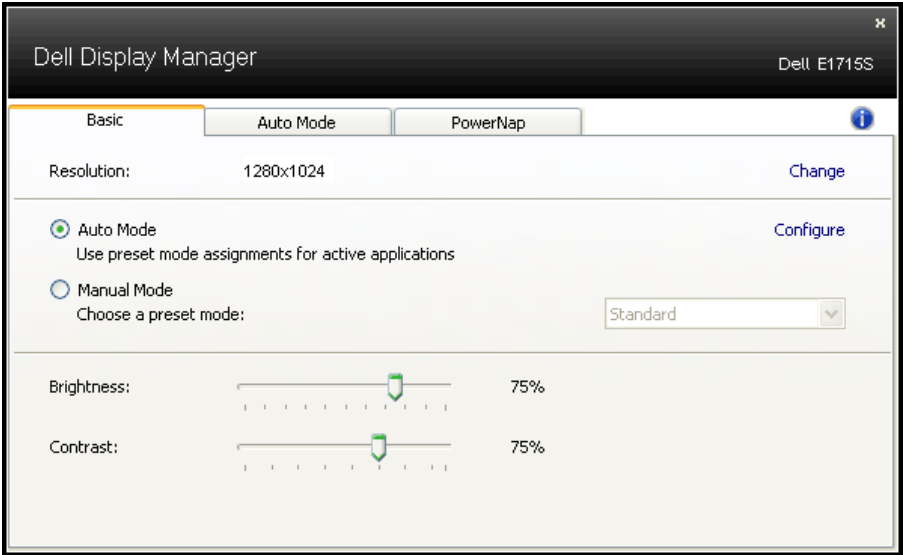 Dell Display Manager
Dell E1715S
Basic
Auto Mode
PowerNap
Resolution:
1280x1024
Change
Auto Mode
Configure
Use preset mode assignments for active applications
Manual Mode
Choose a preset mode:
Standard
Brightness:
75%
Contrast:
75%